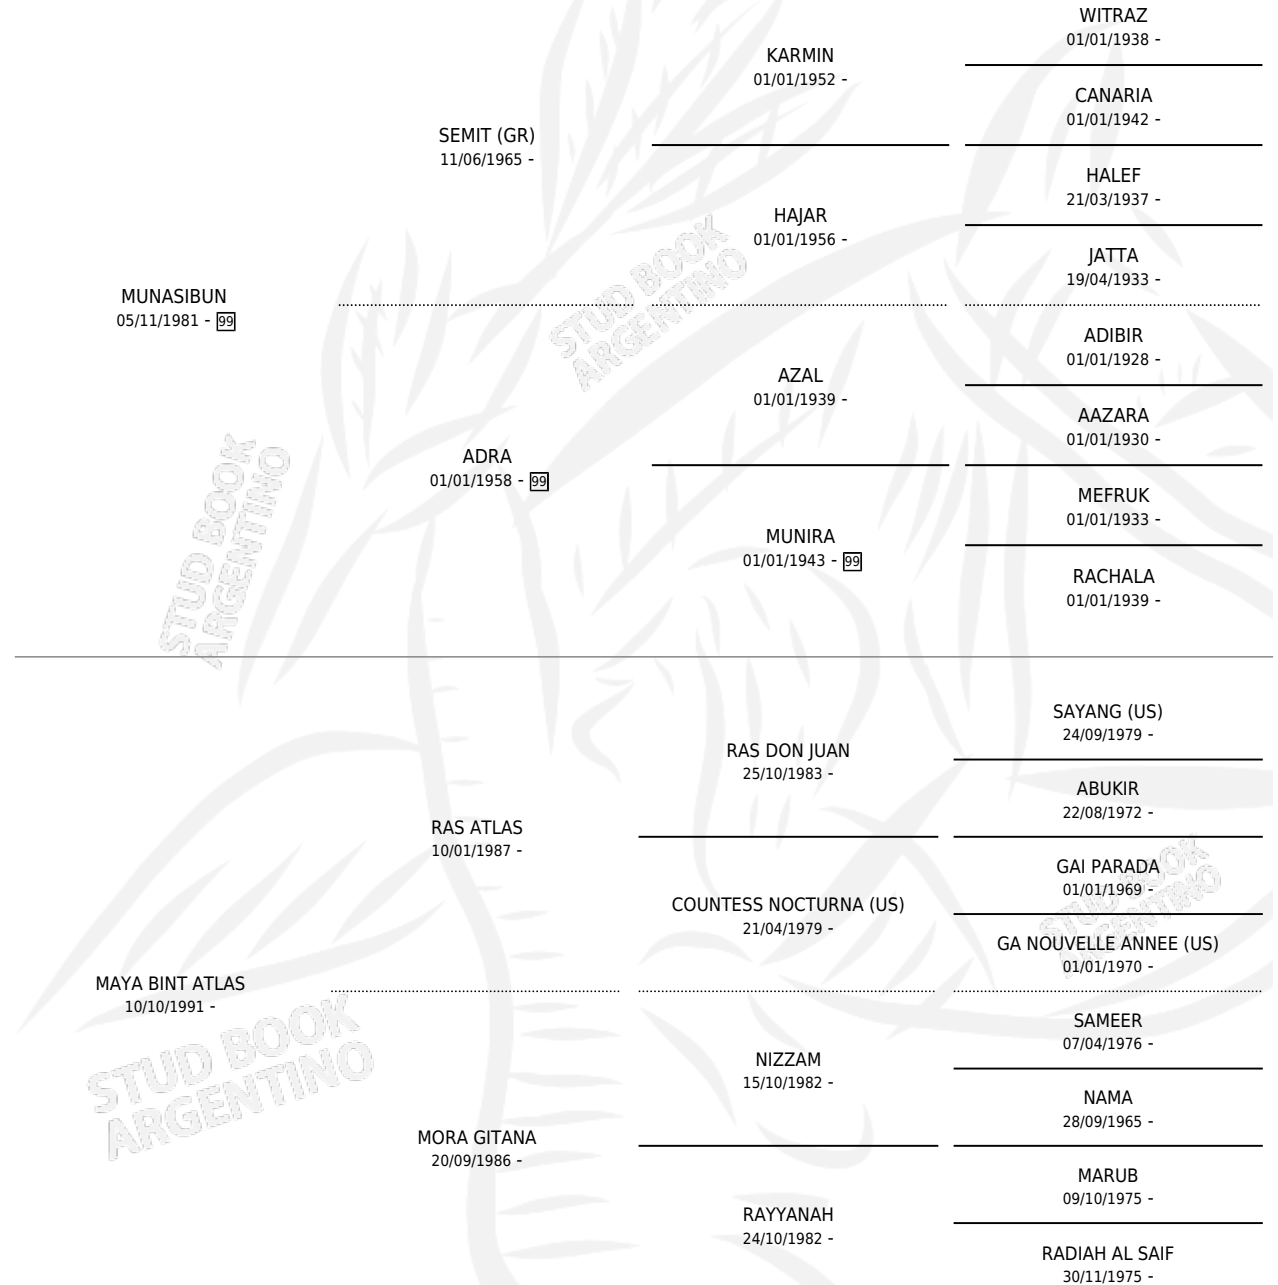 WITRAZ
01/01/1938 -
KARMIN
01/01/1952 -
CANARIA
01/01/1942 -
SEMIT (GR)
11/06/1965 -
HALEF
21/03/1937 -
HAJAR
01/01/1956 -
JATTA
19/04/1933 -
MUNASIBUN
05/11/1981 - 99
ADIBIR
01/01/1928 -
AZAL
01/01/1939 -
AAZARA
01/01/1930 -
ADRA
01/01/1958 - 99
MEFRUK
01/01/1933 -
MUNIRA
01/01/1943 - 99
RACHALA
01/01/1939 -
STUD BOOK
ARGENTINO
STUD BOOK
ARGENTINO
SAYANG (US)
24/09/1979 -
RAS DON JUAN
25/10/1983 -
ABUKIR
22/08/1972 -
RAS ATLAS
10/01/1987 -
GAI PARADA
01/01/1969 -
COUNTESS NOCTURNA (US)
21/04/1979 -
GA NOUVELLE ANNEE (US)
01/01/1970 -
MAYA BINT ATLAS
10/10/1991 -
SAMEER
07/04/1976 -
NIZZAM
15/10/1982 -
NAMA
28/09/1965 -
MORA GITANA
20/09/1986 -
MARUB
09/10/1975 -
RAYYANAH
24/10/1982 -
RADIAH AL SAIF
30/11/1975 -
STUD BOOK
ARGENTINO
STUD BOOK
ARGENTINO